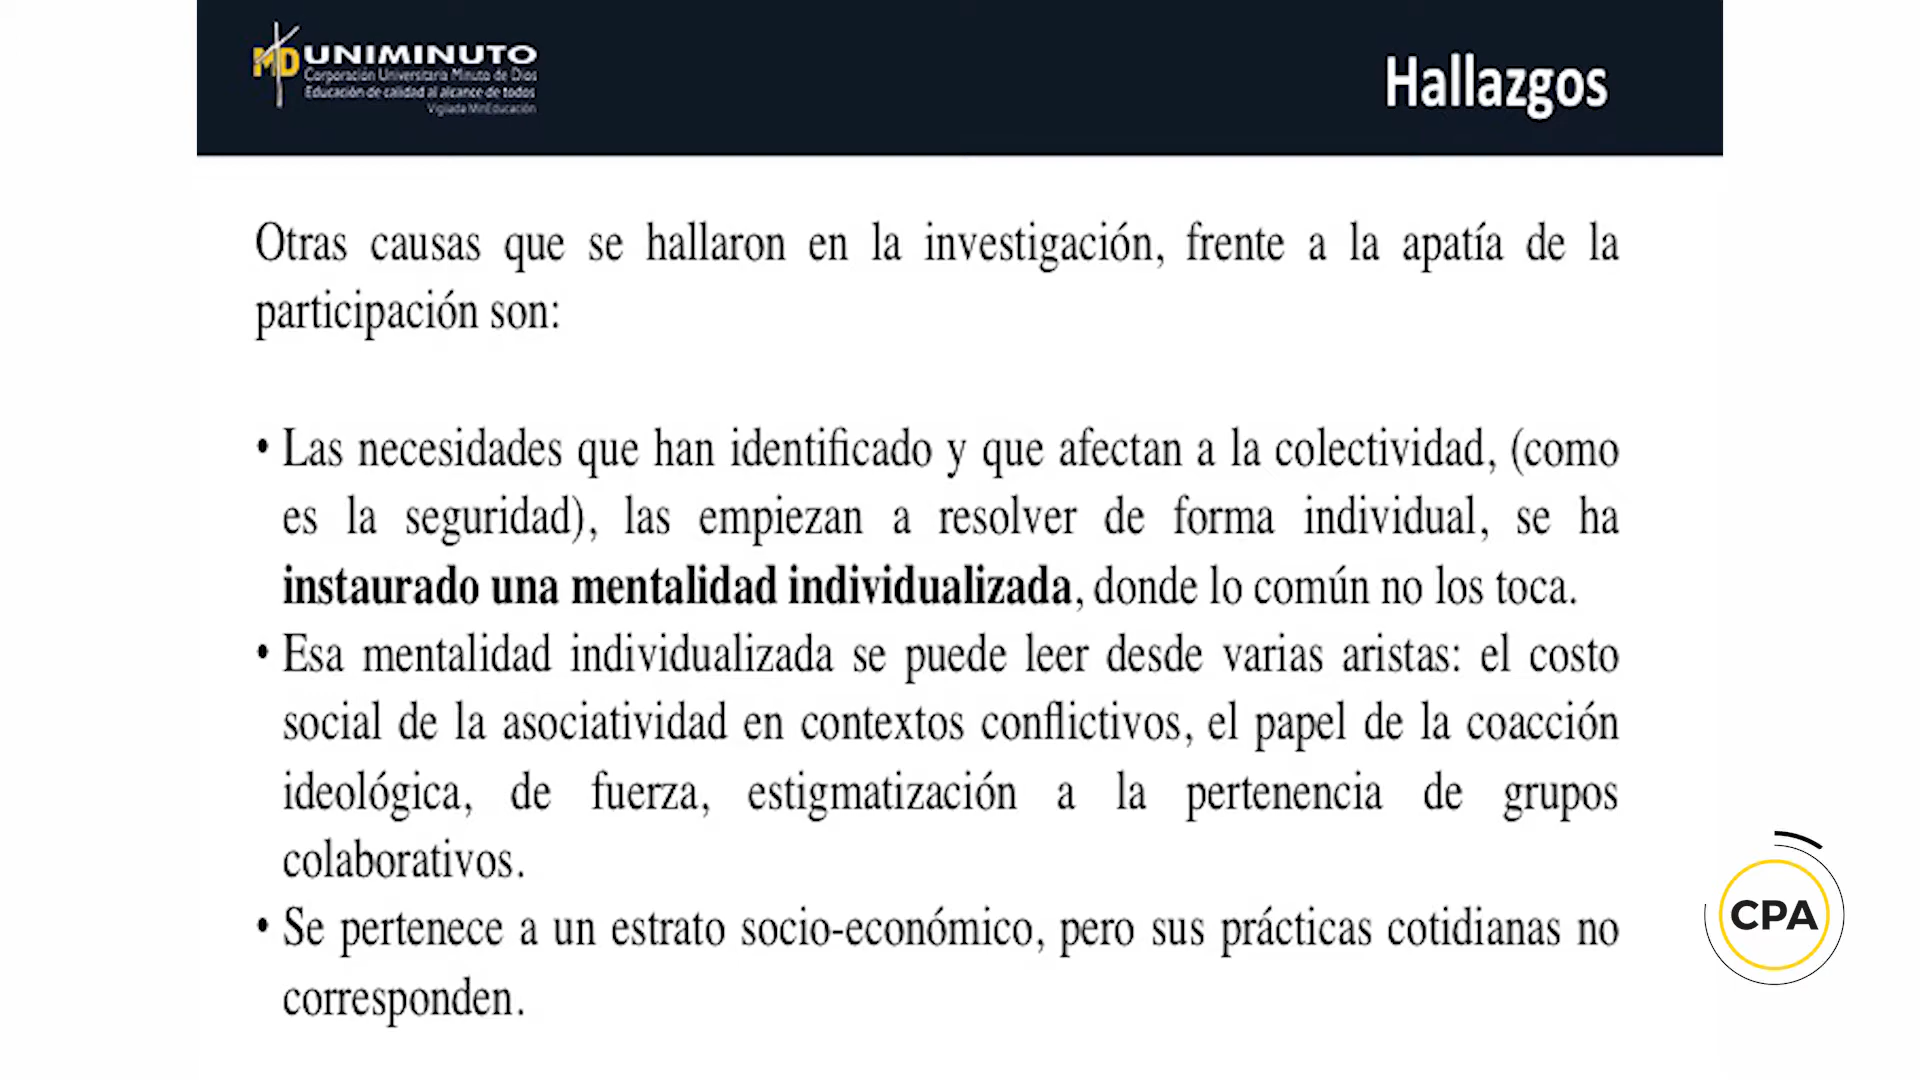 MD UNIMINUTO
Corporación Universitaria Minuto de Dios
Educación de calidad al alcance de todos
Vigilada MinEducación
Hallazgos
Otras causas que se hallaron en la investigación, frente a la apatía de la
participación son:
• Las necesidades que han identificado y que afectan a la colectividad, (como
es la seguridad), las empiezan a resolver de forma individual, se ha
instaurado una mentalidad individualizada, donde lo común no los toca.
• Esa mentalidad individualizada se puede leer desde varias aristas: el costo
social de la asociatividad en contextos conflictivos, el papel de la coacción
ideológica, de fuerza, estigmatización a la pertenencia de grupos
colaborativos.
• Se pertenece a un estrato socio-económico, pero sus prácticas cotidianas no
corresponden.
CPA